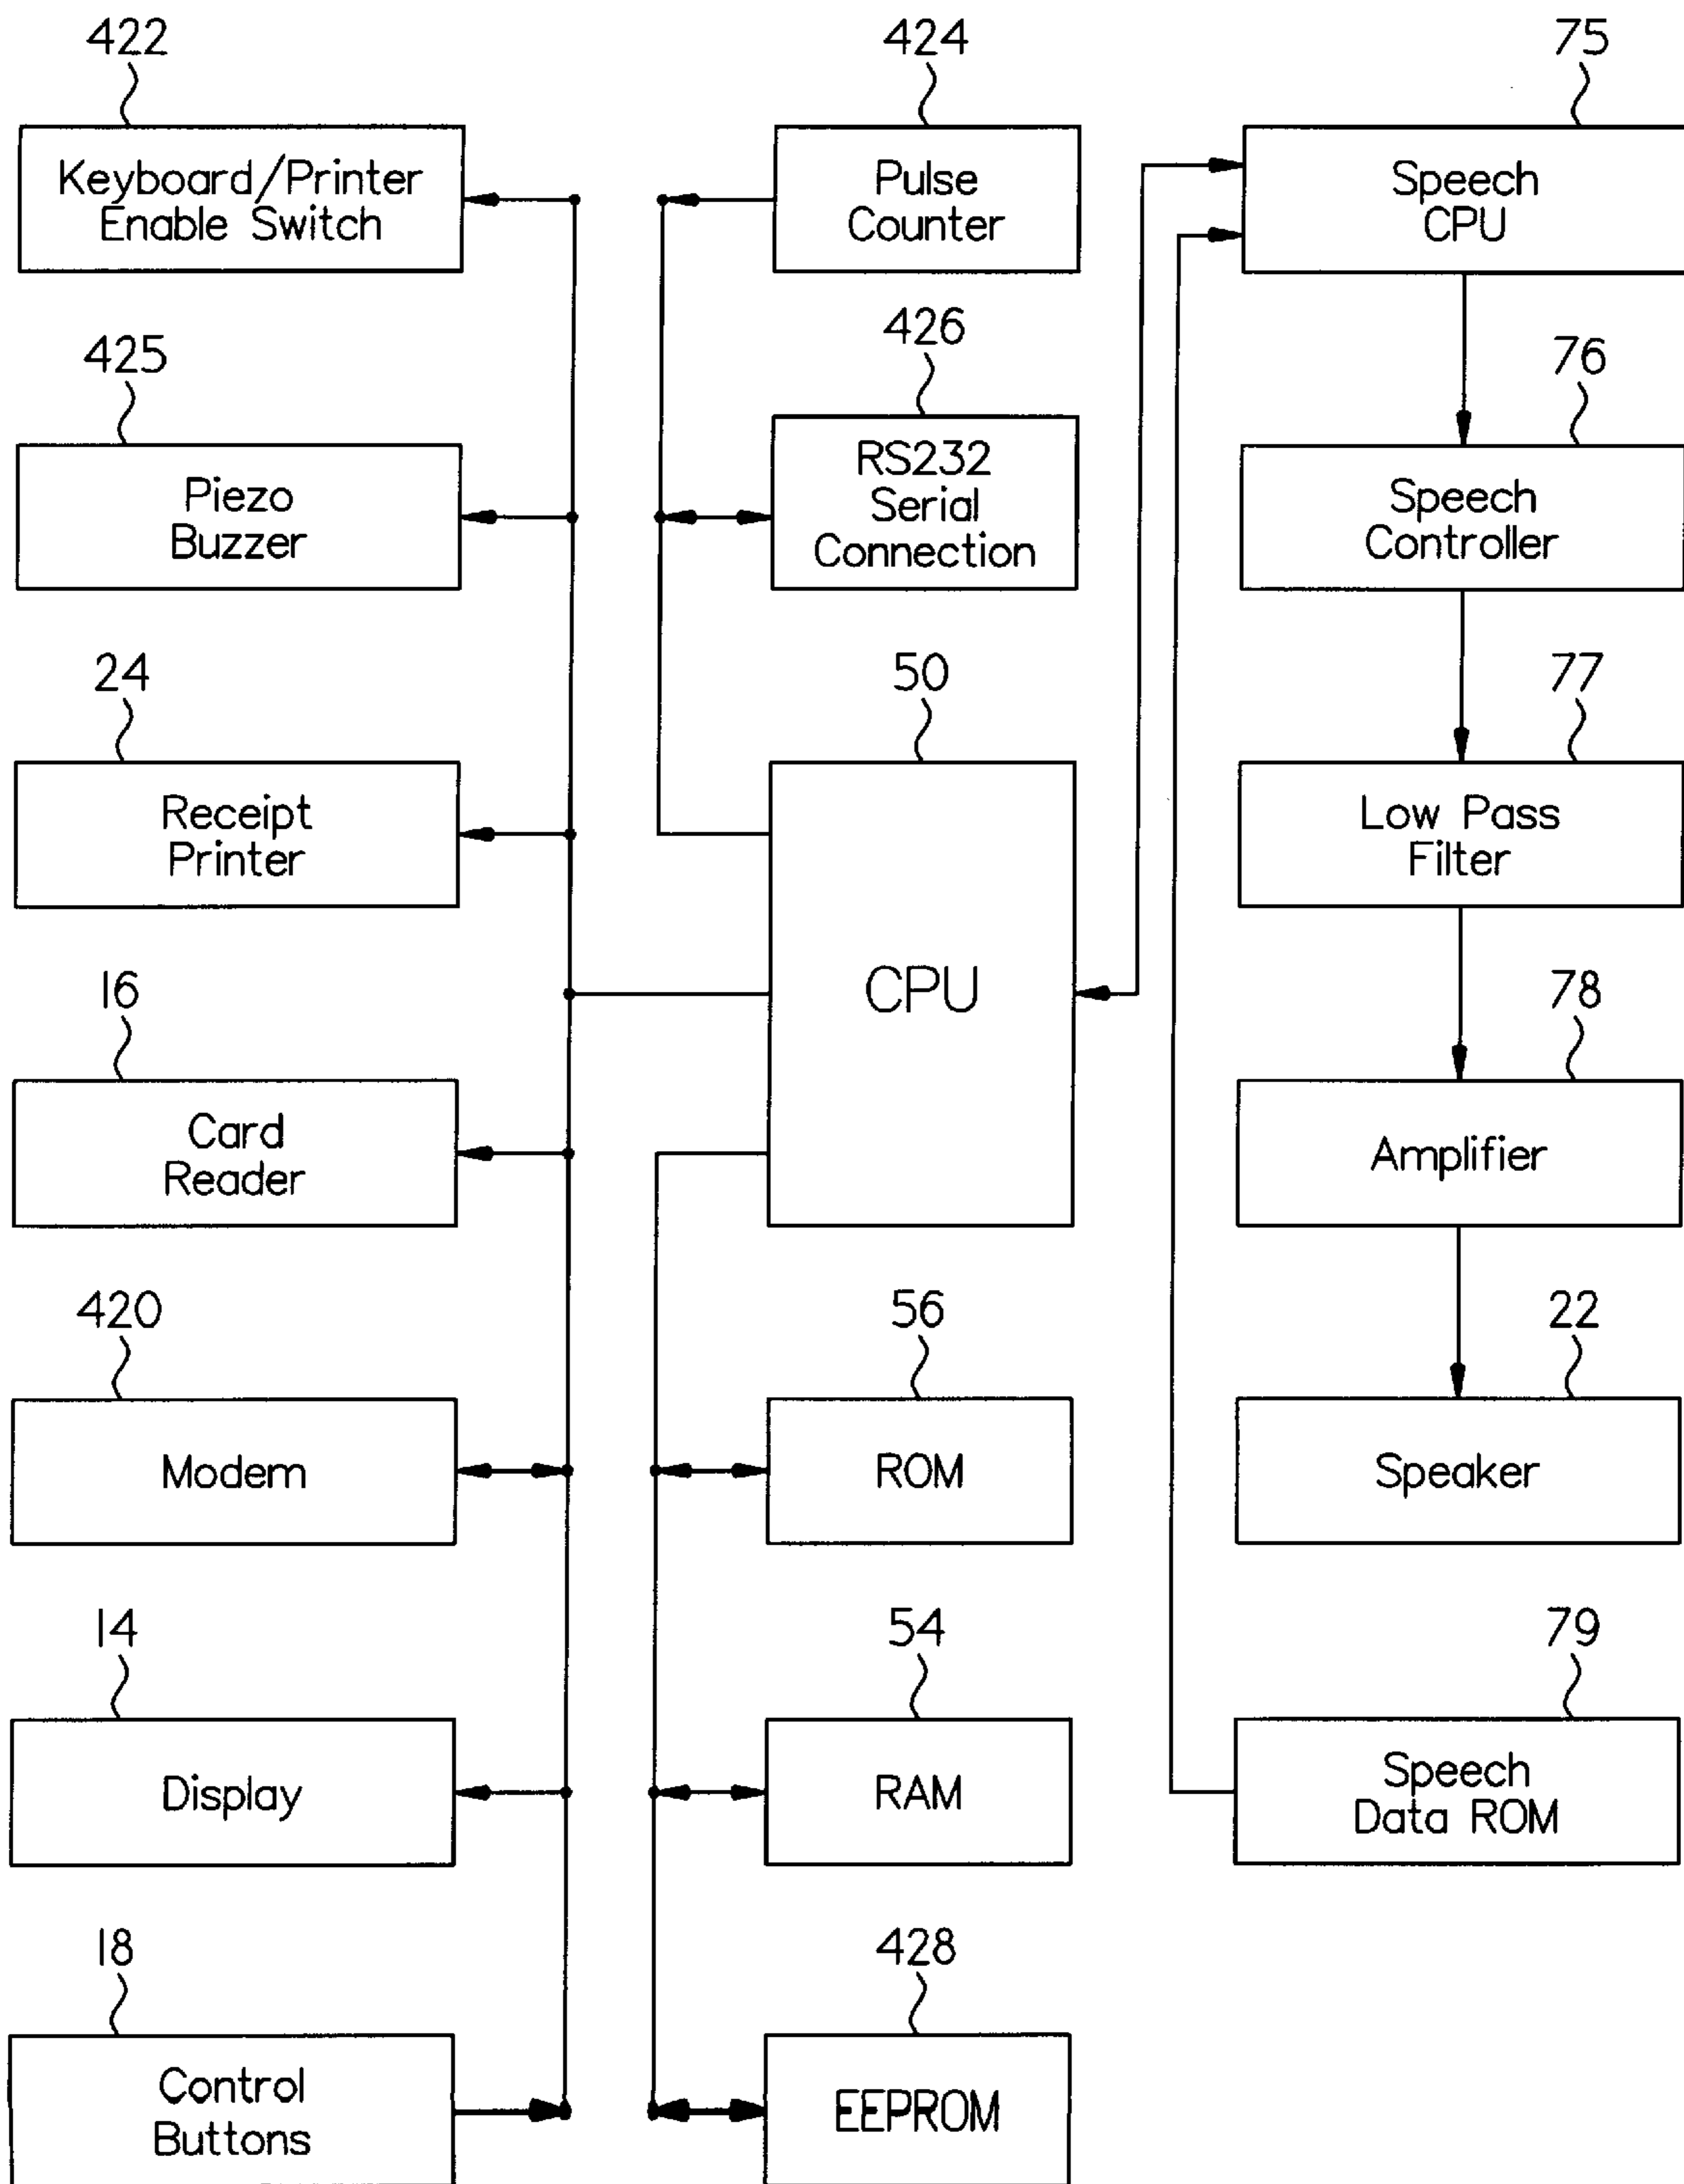 422
Keyboard/Printer
Enable Switch
425
Piezo
Buzzer
24
Receipt
Printer
16
Card
Reader
420
Modem
14
Display
18
Control
Buttons
424
Pulse
Counter
426
RS232
Serial
Connection
50
CPU
56
ROM
54
RAM
428
EEPROM
75
Speech
CPU
76
Speech
Controller
77
Low Pass
Filter
78
Amplifier
22
Speaker
79
Speech
Data ROM